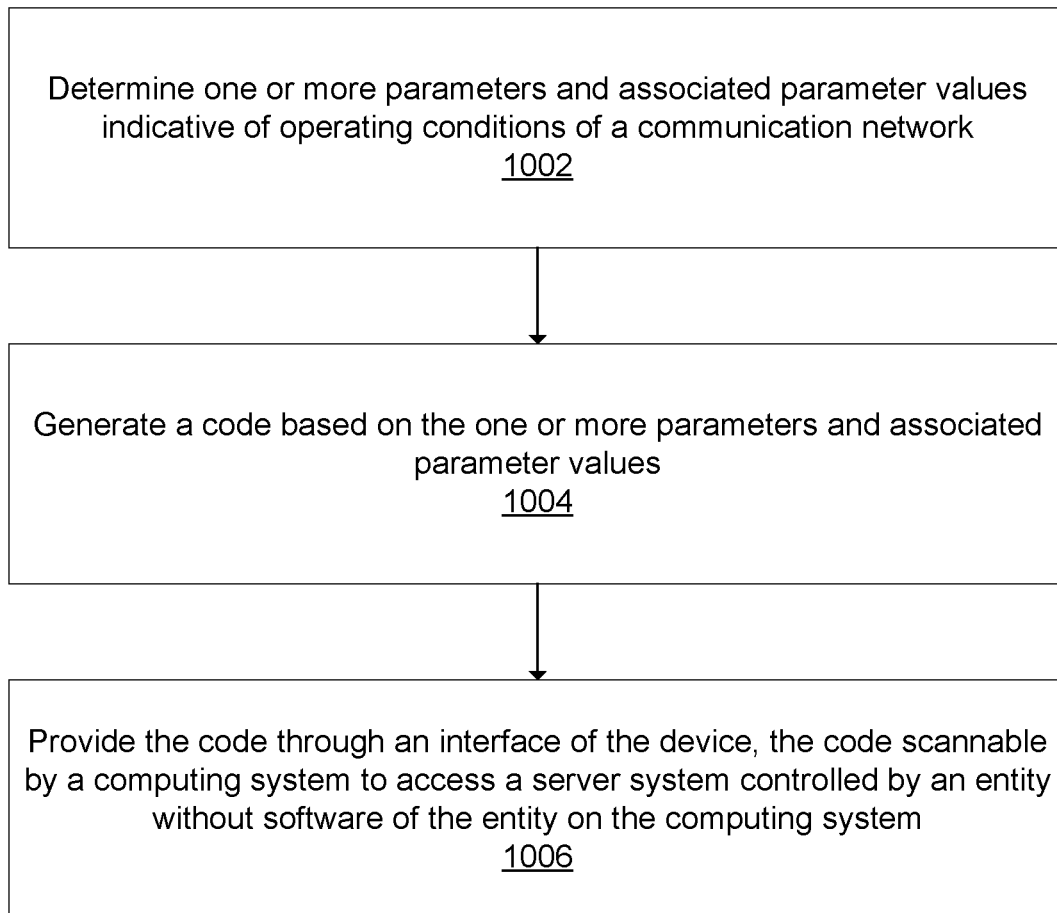 Determine one or more parameters and associated parameter values
indicative of operating conditions of a communication network
1002
Generate a code based on the one or more parameters and associated
parameter values
1004
Provide the code through an interface of the device, the code scannable
by a computing system to access a server system controlled by an entity
without software of the entity on the computing system
1006